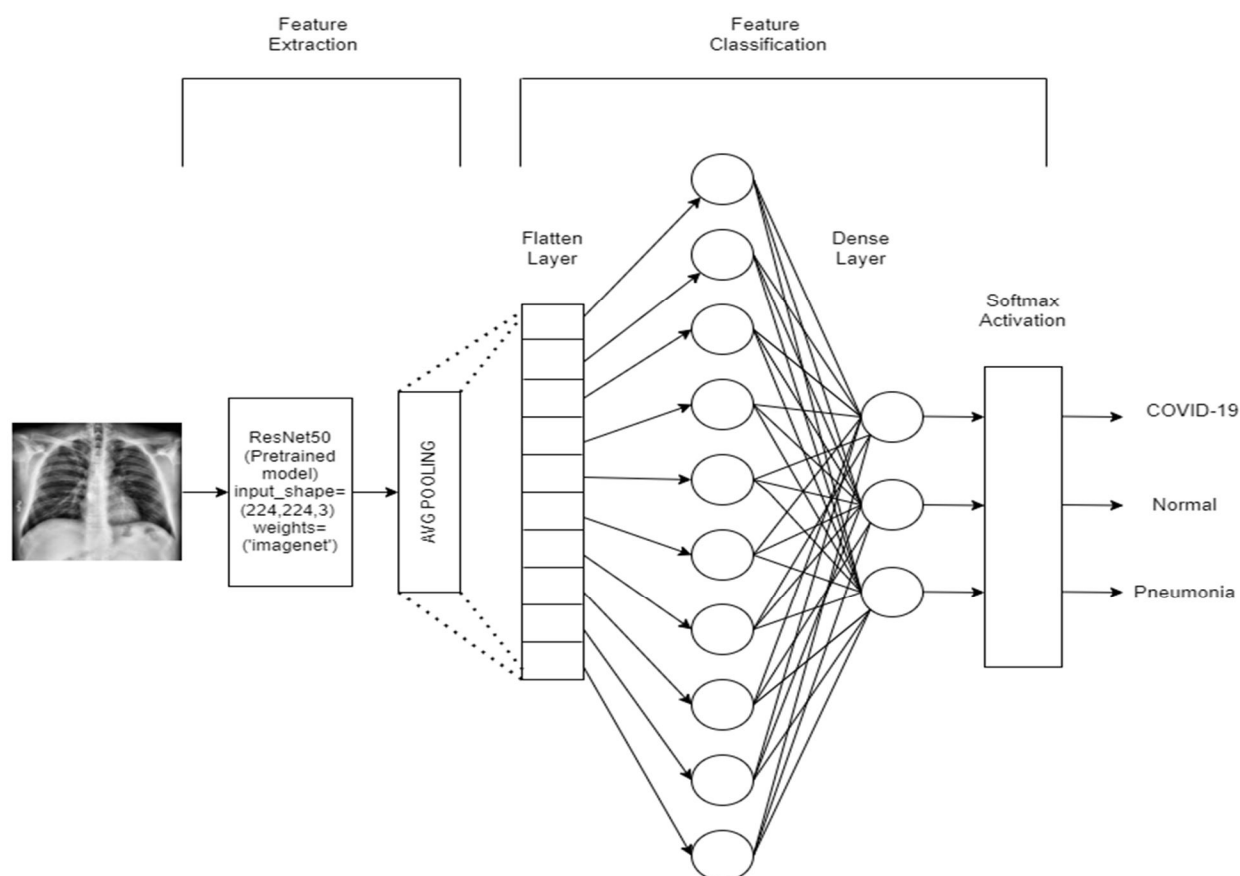 Feature
Extraction
Feature
Classification
Flatten
Layer
Dense
Layer
Softmax
Activation
ResNet50
(Pretrained
model)
input_shape=
(224,224,3)
weights=
('imagenet')
AVG POOLING
COVID-19
Normal
Pneumonia